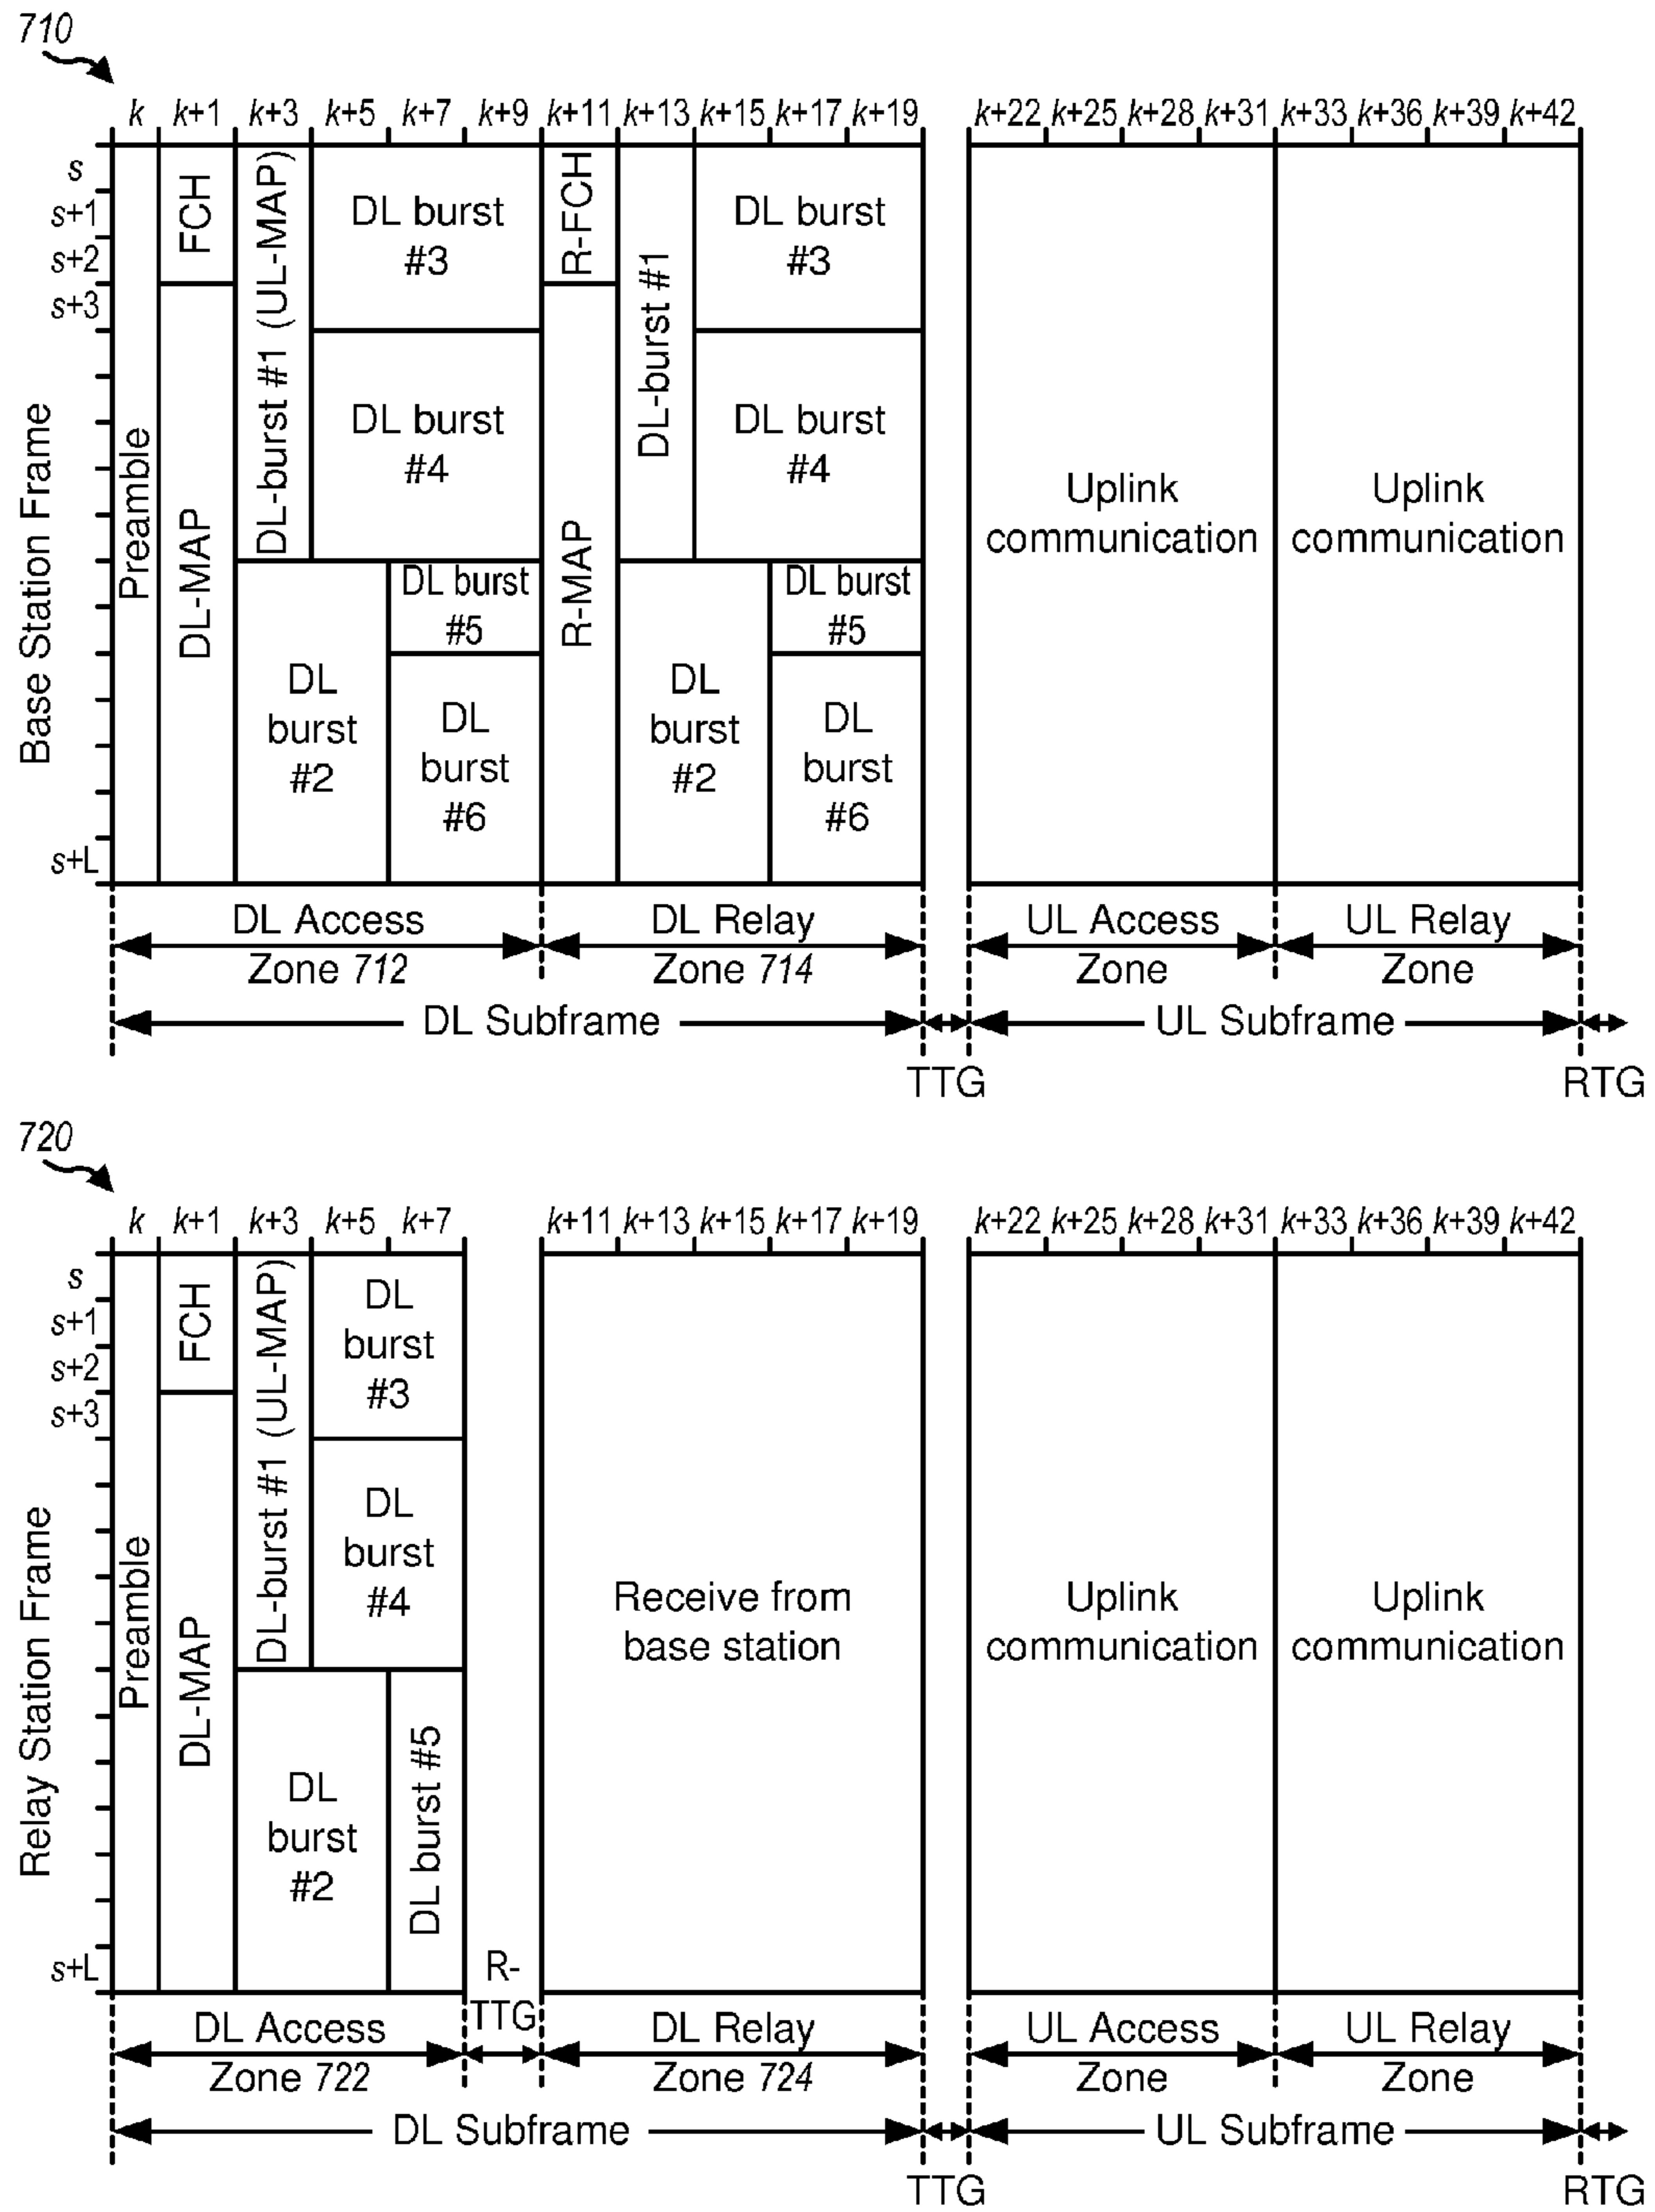 710
k k+1 k+3 k+5 k+7 k+9 k+11 k+13 k+15 k+17 k+19 k+22 k+25 k+28 k+31 k+33 k+36 k+39 k+42
s
s+1
s+2
s+3
s+L
Base Station Frame
Preamble
FCH
DL-MAP
DL-burst #1 (UL-MAP)
DL burst
#3
DL burst
#4
DL
burst
#2
DL burst
#5
DL
burst
#6
R-FCH
R-MAP
DL-burst #1
DL burst
#3
DL burst
#4
DL
burst
#2
DL burst
#5
DL
burst
#6
Uplink
communication
Uplink
communication
DL Access
Zone 712
DL Relay
Zone 714
UL Access
Zone
UL Relay
Zone
DL Subframe
UL Subframe
TTG
RTG
720
k k+1 k+3 k+5 k+7 k+11 k+13 k+15 k+17 k+19 k+22 k+25 k+28 k+31 k+33 k+36 k+39 k+42
s
s+1
s+2
s+3
s+L
Relay Station Frame
Preamble
FCH
DL-MAP
DL-burst #1 (UL-MAP)
DL
burst
#3
DL
burst
#4
DL
burst
#2
DL burst #5
R-
TTG
Receive from
base station
Uplink
communication
Uplink
communication
DL Access
Zone 722
DL Relay
Zone 724
UL Access
Zone
UL Relay
Zone
DL Subframe
UL Subframe
TTG
RTG